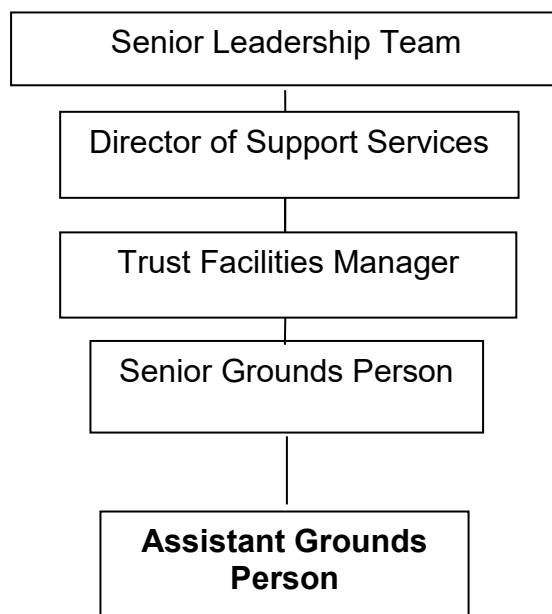 Senior Leadership Team
Director of Support Services
Trust Facilities Manager
Senior Grounds Person
Assistant Grounds
Person